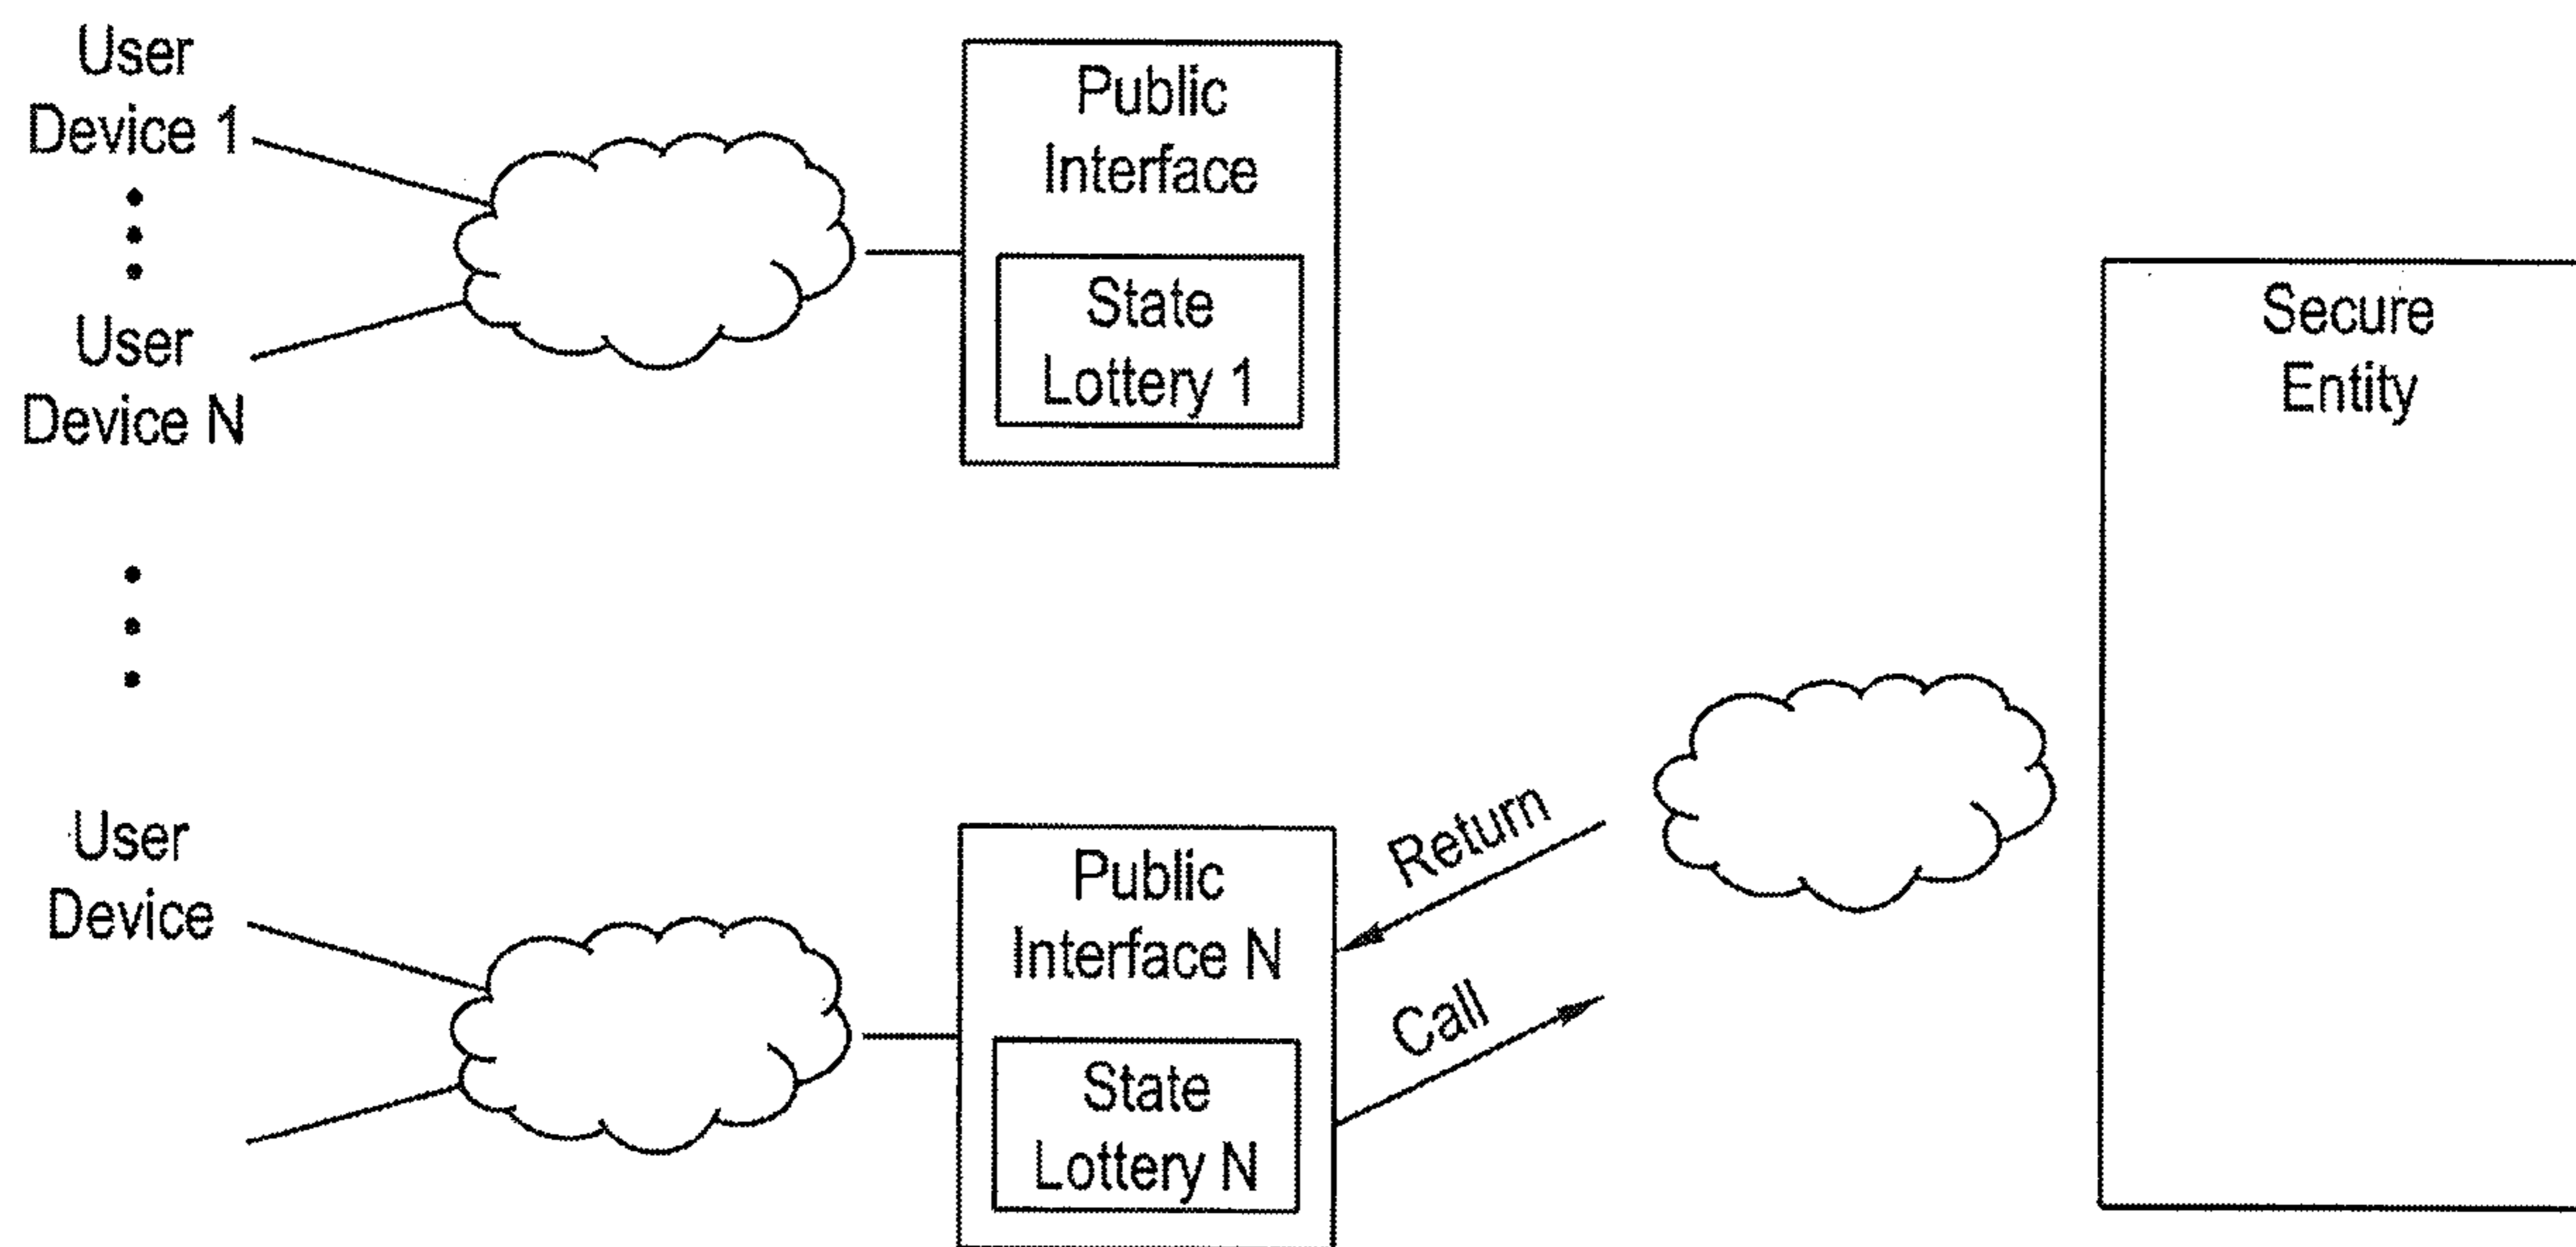 User
Device 1
User
Device N
Public
Interface
State
Lottery 1
Secure
Entity
User
Device
Public
Interface N
State
Lottery N
Return
Call